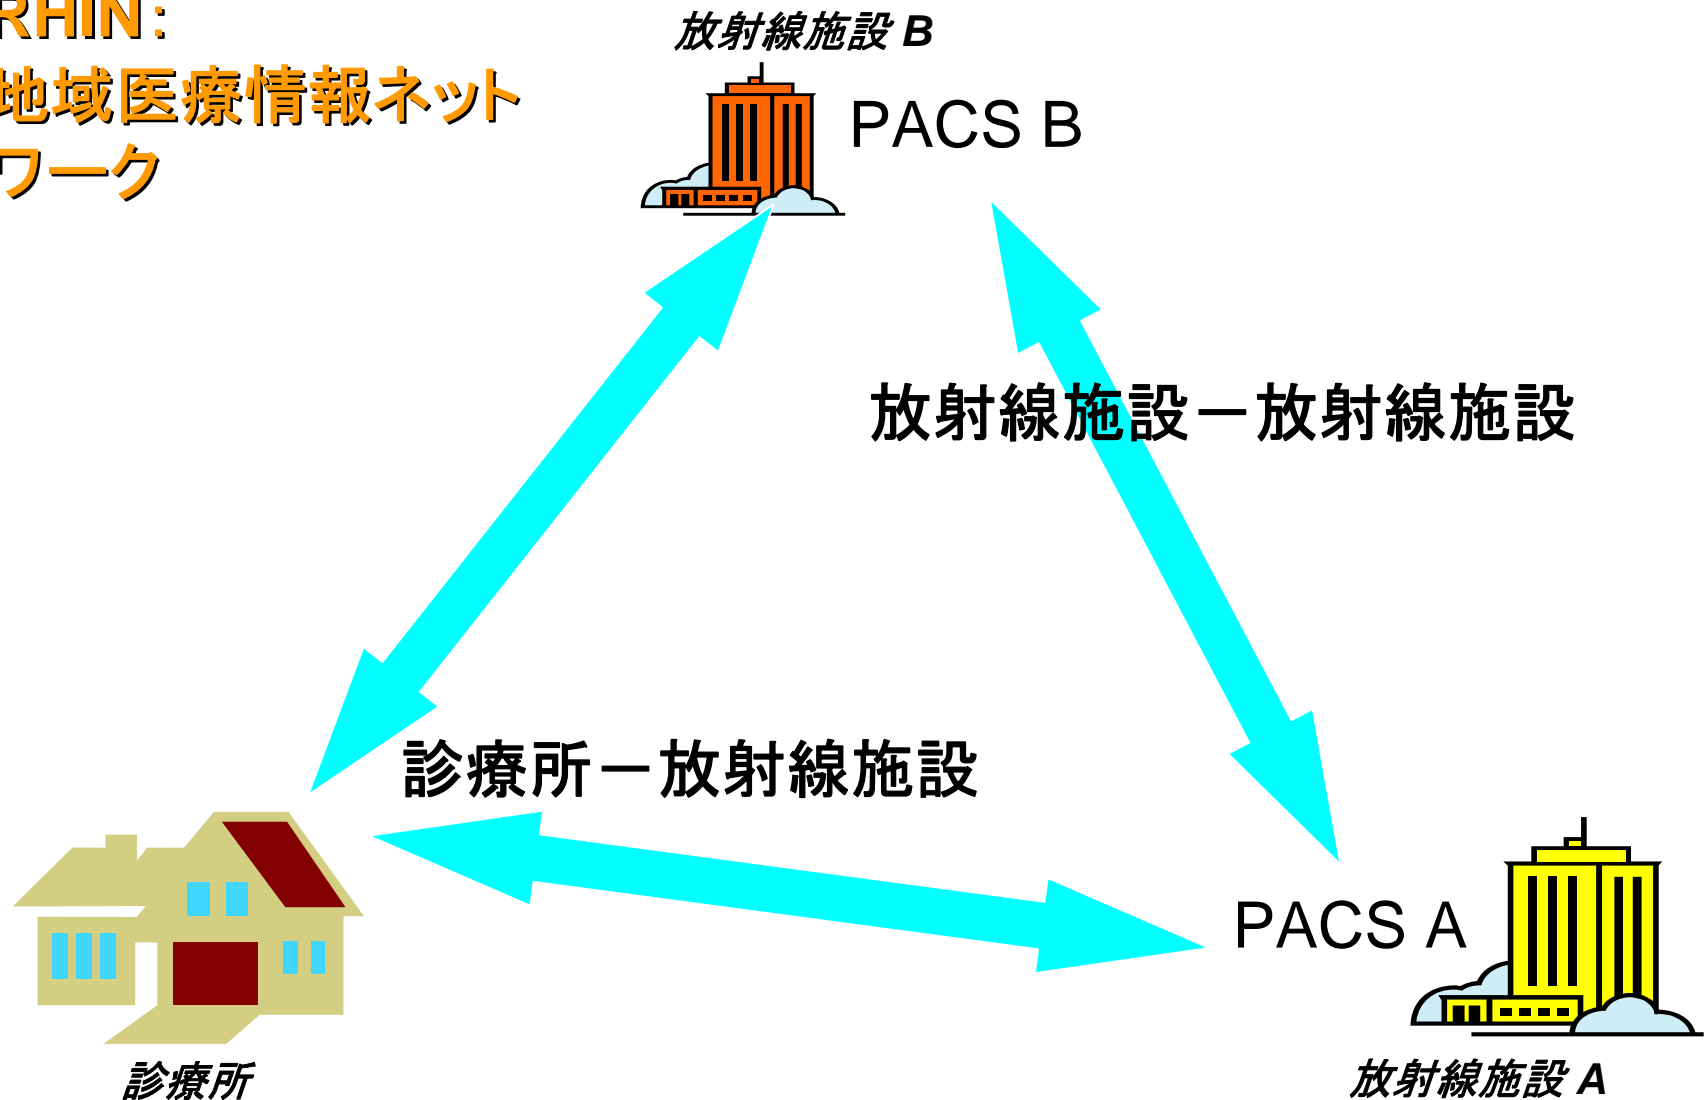 RHIN：
地域医療情報ネット
ワーク
放射線施設 B
PACS B
放射線施設－放射線施設
診療所－放射線施設
PACS A
診療所
放射線施設 A